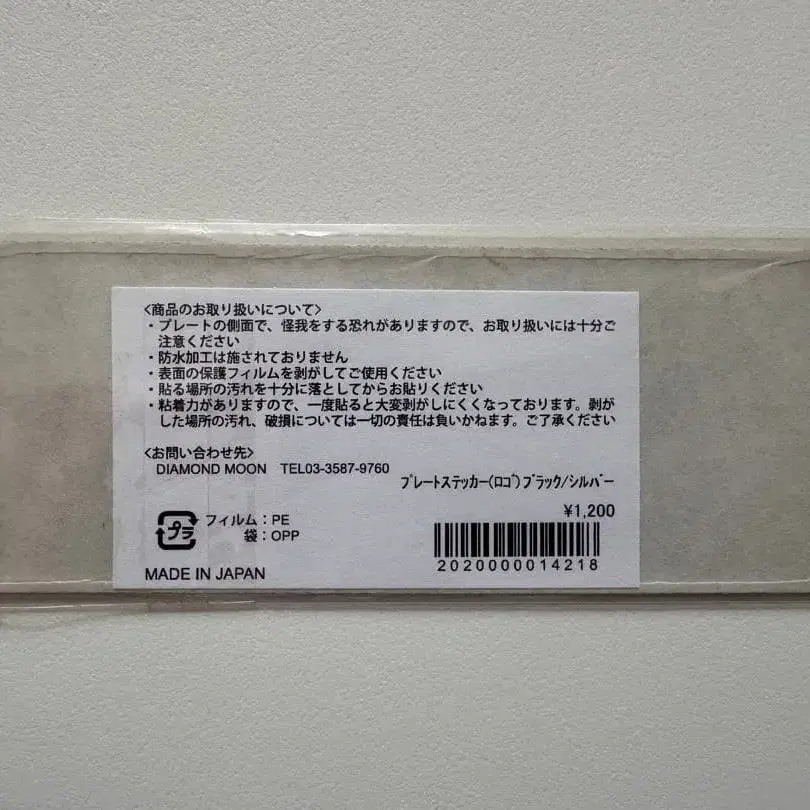 <商品のお取り扱いについて>
・プレートの側面で、怪我をする恐れがありますので、お取り扱いには十分ご
注意ください
・防水加工は施されておりません
・表面の保護フィルムを剥がしてご使用ください
・貼る場所の汚れを十分に落としてからお貼りください
・粘着力がありますので、一度貼ると大変剥がしにくくなっております。剥が
した場所の汚れ、破損については一切の責任は負いかねます。ご了承ください
<お問い合わせ先>
DIAMOND MOON TEL03-3587-9760
プレートステッカー(ロゴ)ブラック/シルバー
¥1,200
プラ フィルム:PE
袋:OPP
2020000014218
MADE IN JAPAN